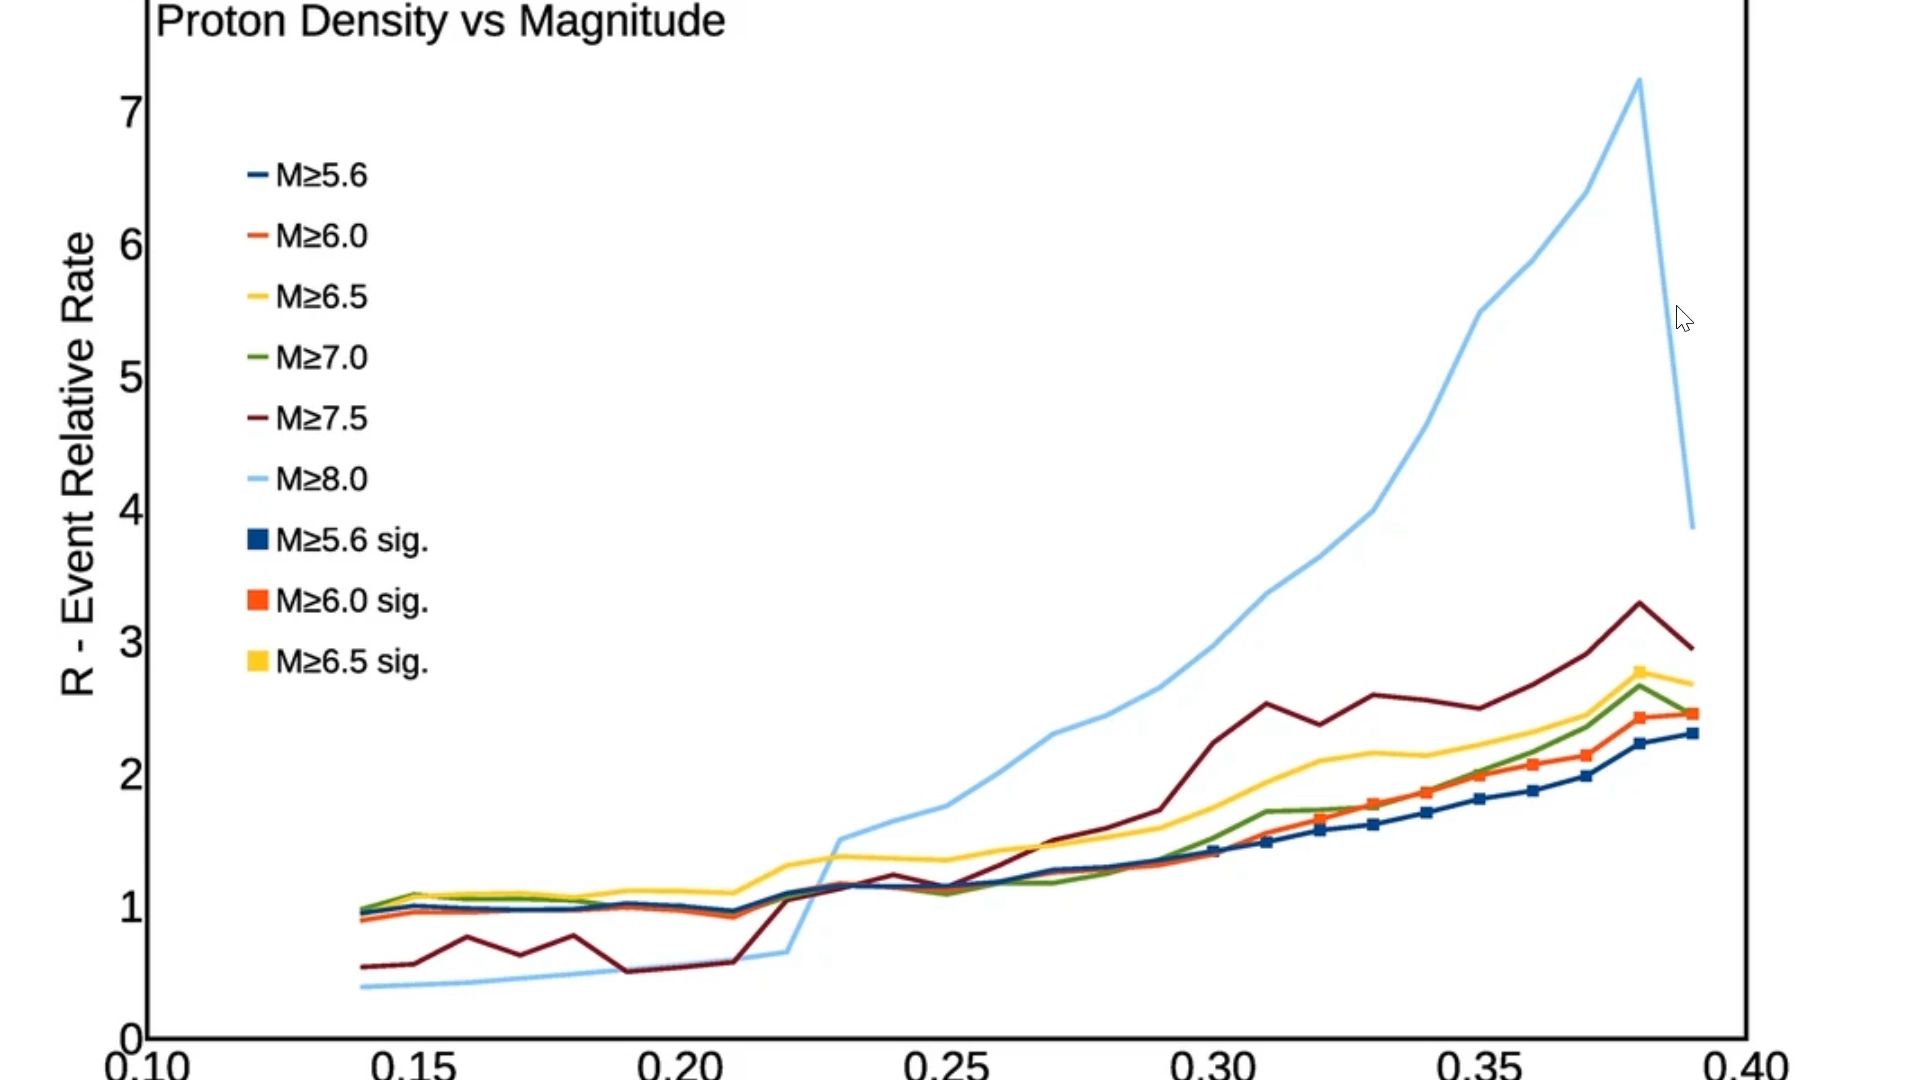 Proton Density vs Magnitude
7
6
5
4
3
2
1
0
R - Event Relative Rate
M≥5.6
M≥6.0
M≥6.5
M≥7.0
M≥7.5
M≥8.0
M≥5.6 sig.
M≥6.0 sig.
M≥6.5 sig.
0.10 0.15 0.20 0.25 0.30 0.35 0.40